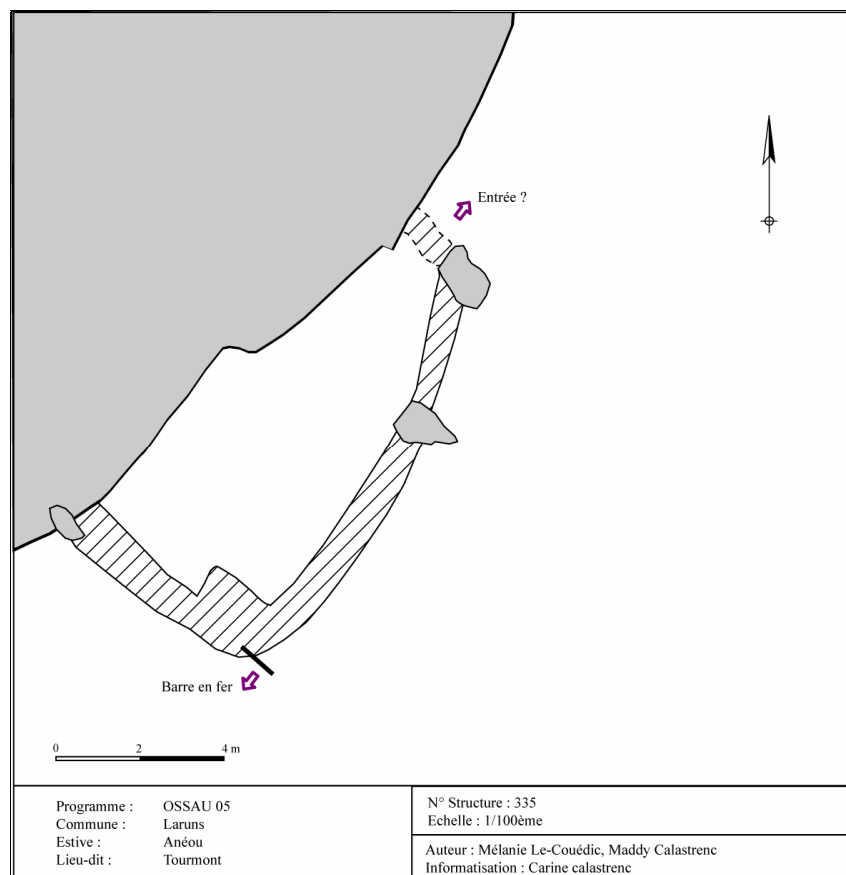 Entrée ?
Barre en fer
0 2 4 m
Programme : OSSAU 05
Commune : Laruns
Estive : Anéou
Lieu-dit : Tourmont
N° Structure : 335
Echelle : 1/100ème
Auteur : Mélanie Le-Couédic, Maddy Calastrenc
Informatisation : Carine calastrenc